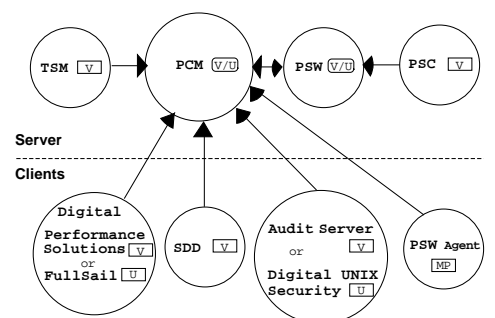 TSM V
PCM V/U
PSW V/U
PSC V
Server
Clients
Digital
Performance
Solutions V
or
FullSail U
SDD V
Audit Server
or V
Digital UNIX
Security U
PSW Agent
MP